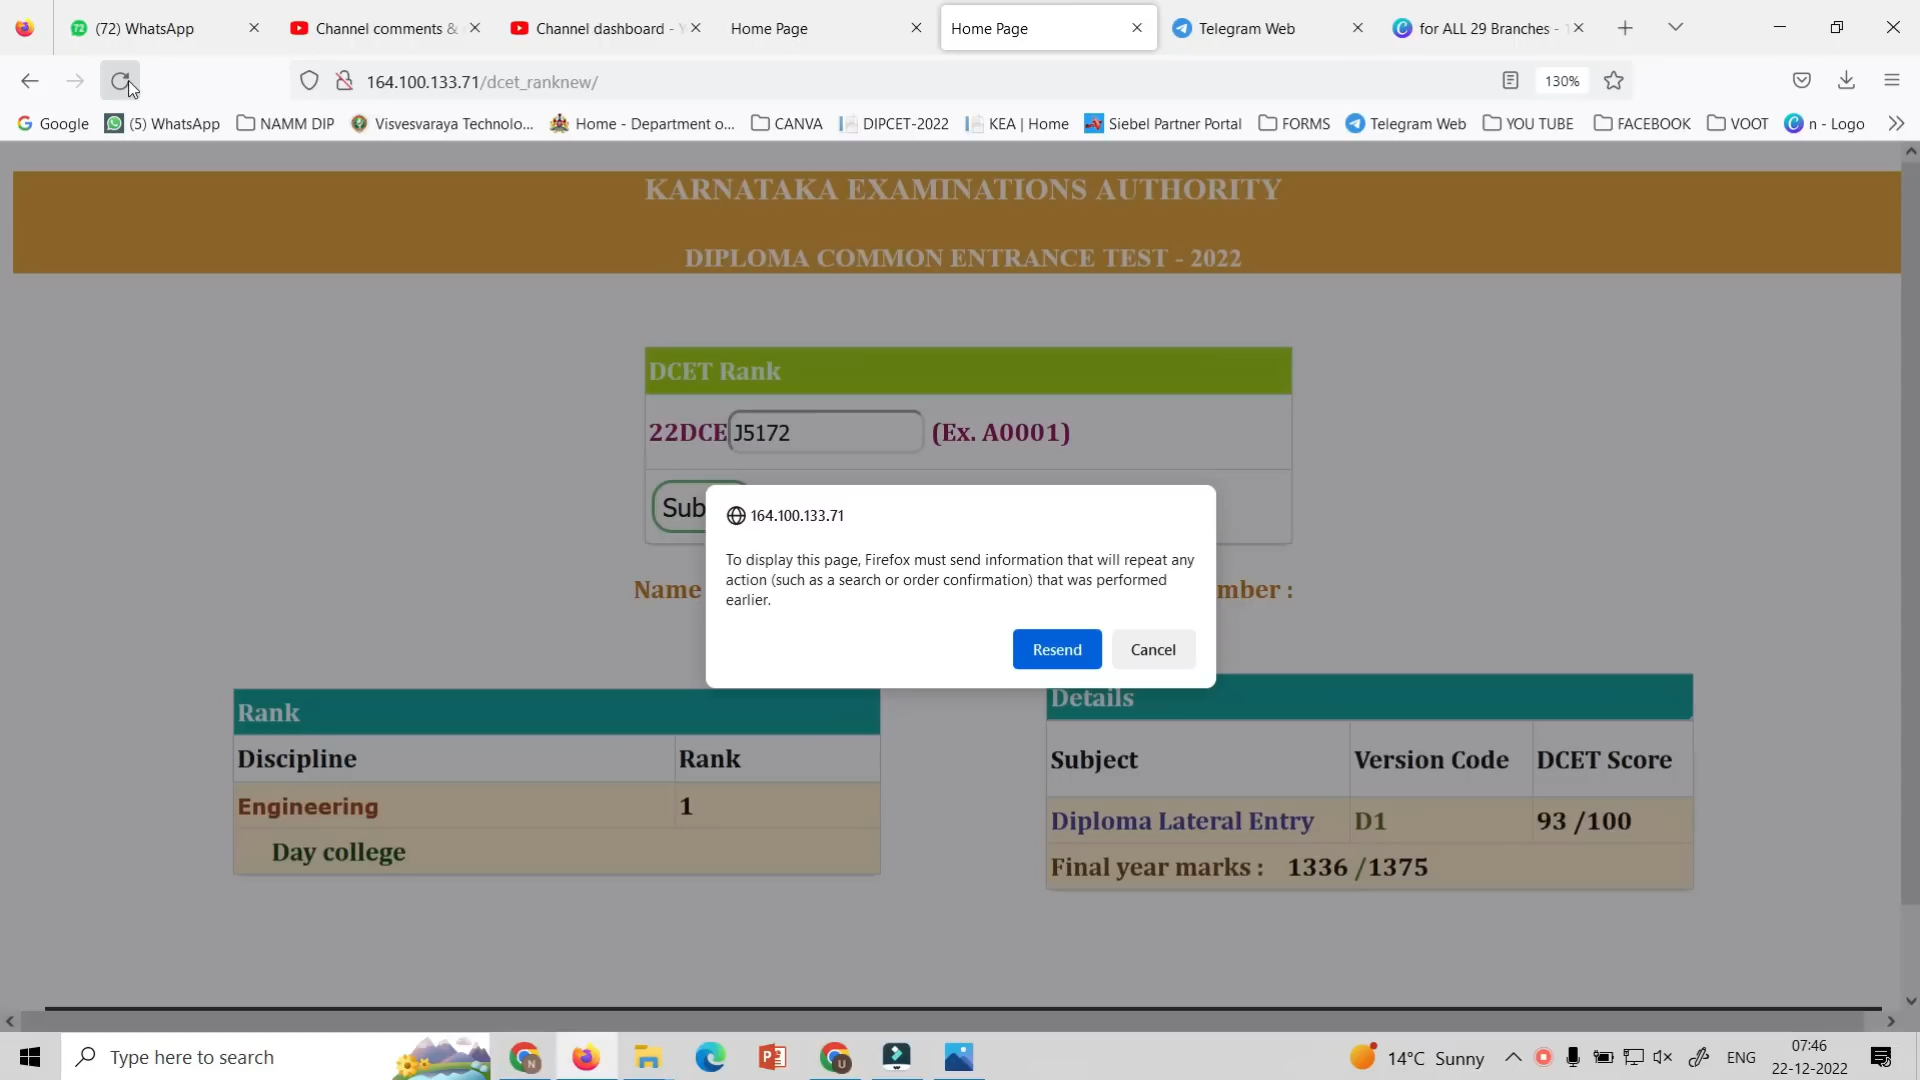 (72) WhatsApp
Channel comments &
Channel dashboard - Y
Home Page
Home Page
Telegram Web
for ALL 29 Branches -
164.100.133.71/dcet_ranknew/
130%
Google (5) WhatsApp NAMM DIP Visvesvaraya Technolo... Home - Department o... CANVA DIPCET-2022 KEA | Home Siebel Partner Portal FORMS Telegram Web YOU TUBE FACEBOOK VOOT n - Logo
KARNATAKA EXAMINATIONS AUTHORITY
DIPLOMA COMMON ENTRANCE TEST - 2022
DCET Rank
22DCE J5172 (Ex. A0001)
Sub
164.100.133.71
To display this page, Firefox must send information that will repeat any
action (such as a search or order confirmation) that was performed
earlier.
Resend Cancel
Name mber :
Rank
Discipline Rank
Engineering 1
Day college
Details
Subject Version Code DCET Score
Diploma Lateral Entry D1 93 /100
Final year marks : 1336 /1375
Type here to search
14°C Sunny
ENG
07:46
22-12-2022